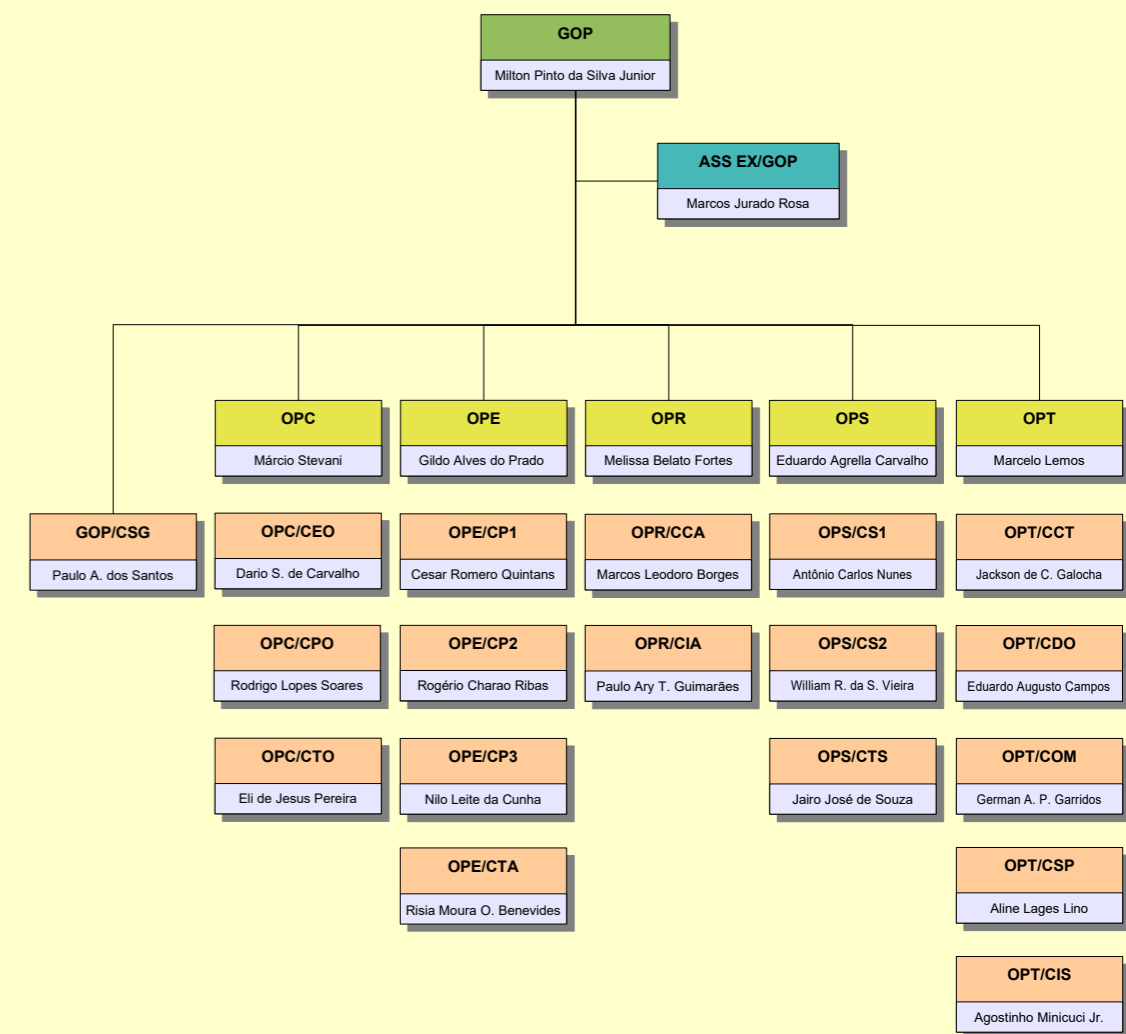 GOP
Milton Pinto da Silva Junior
ASS EX/GOP
Marcos Jurado Rosa
OPC
Márcio Stevani
OPE
Gildo Alves do Prado
OPR
Melissa Belato Fortes
OPS
Eduardo Agrella Carvalho
OPT
Marcelo Lemos
GOP/CSG
Paulo A. dos Santos
OPC/CEO
Dario S. de Carvalho
OPE/CP1
Cesar Romero Quintans
OPR/CCA
Marcos Leodoro Borges
OPS/CS1
Antônio Carlos Nunes
OPT/CCT
Jackson de C. Galocha
OPC/CPO
Rodrigo Lopes Soares
OPE/CP2
Rogério Charao Ribas
OPR/CIA
Paulo Ary T. Guimarães
OPS/CS2
William R. da S. Vieira
OPT/CDO
Eduardo Augusto Campos
OPC/CTO
Eli de Jesus Pereira
OPE/CP3
Nilo Leite da Cunha
OPS/CTS
Jairo José de Souza
OPT/COM
German A. P. Garridos
OPE/CTA
Risia Moura O. Benevides
OPT/CSP
Aline Lages Lino
OPT/CIS
Agostinho Minicuci Jr.